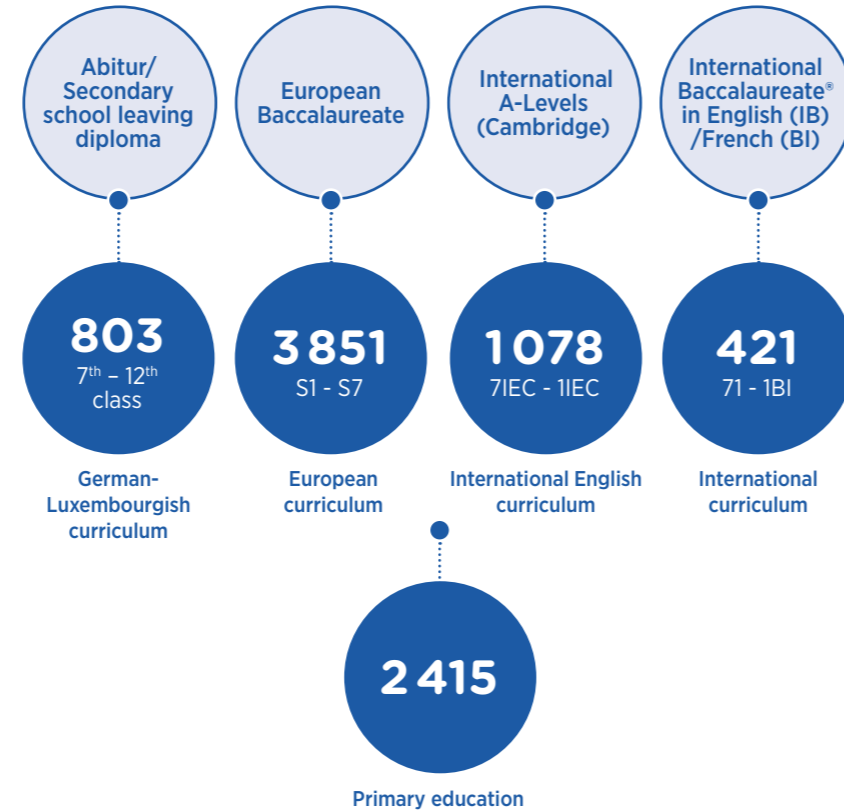 Abitur/
Secondary
school leaving
diploma
European
Baccalaureate
International
A-Levels
(Cambridge)
International
Baccalaureate®
in English (IB)
/French (BI)
803
7th – 12th
class
3 851
S1 - S7
1 078
7IEC - 1IEC
421
71 - 1BI
German-
Luxembourgish
curriculum
European
curriculum
International English
curriculum
International
curriculum
2 415
Primary education